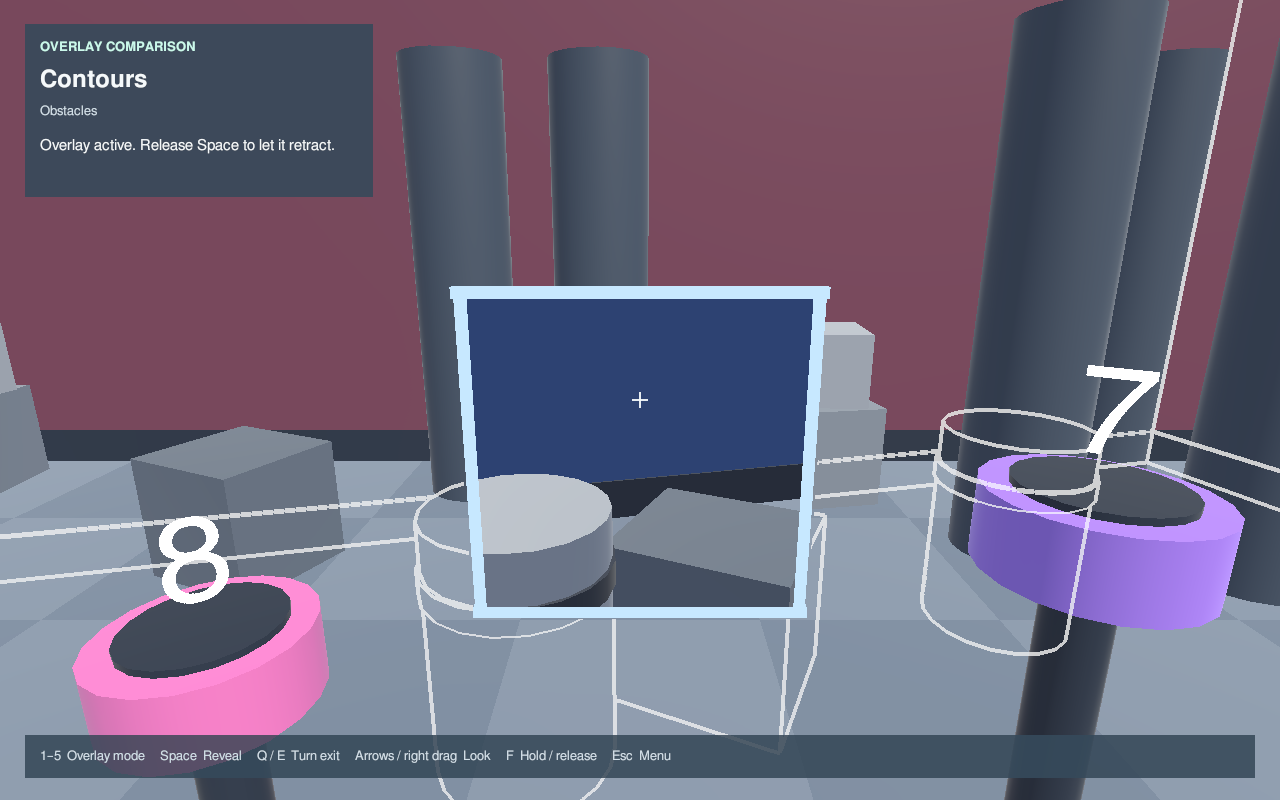 OVERLAY COMPARISON
Contours
Obstacles
Overlay active. Release Space to let it retract.
7
8
1–5 Overlay mode Space Reveal Q / E Turn exit Arrows / right drag Look F Hold / release Esc Menu